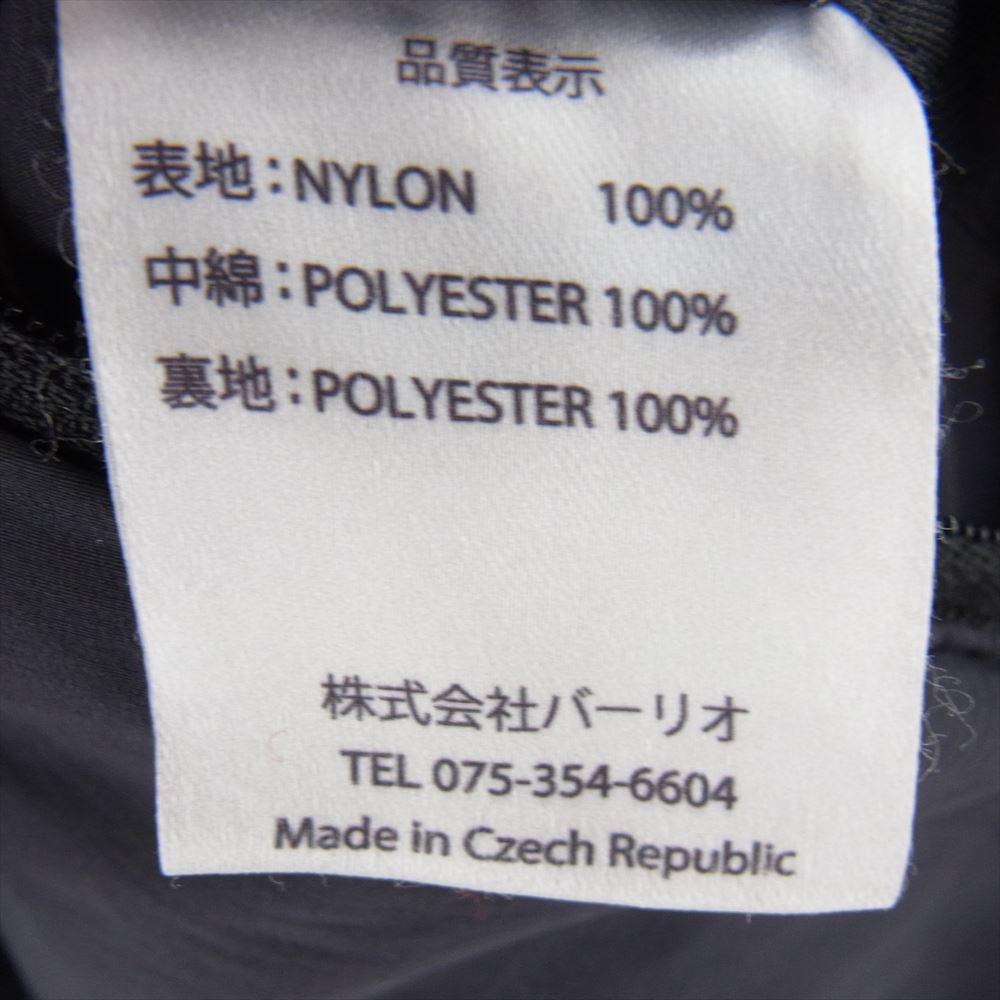 品質表示
表地：NYLON 100%
中綿：POLYESTER 100%
裏地：POLYESTER 100%
株式会社バーリオ
TEL 075-354-6604
Made in Czech Republic